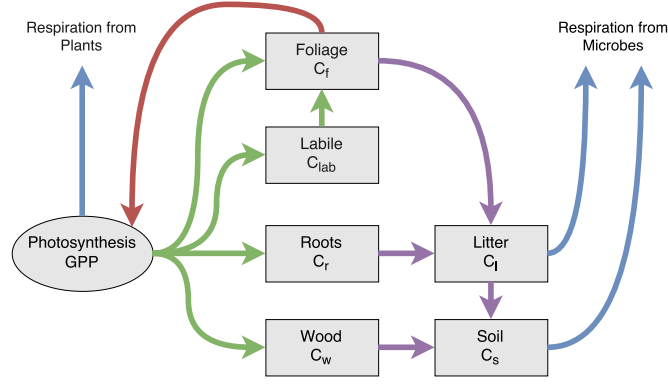 Respiration from
Plants
Foliage
Cf
Respiration from
Microbes
Labile
Clab
Photosynthesis
GPP
Roots
Cr
Litter
Cl
Wood
Cw
Soil
Cs